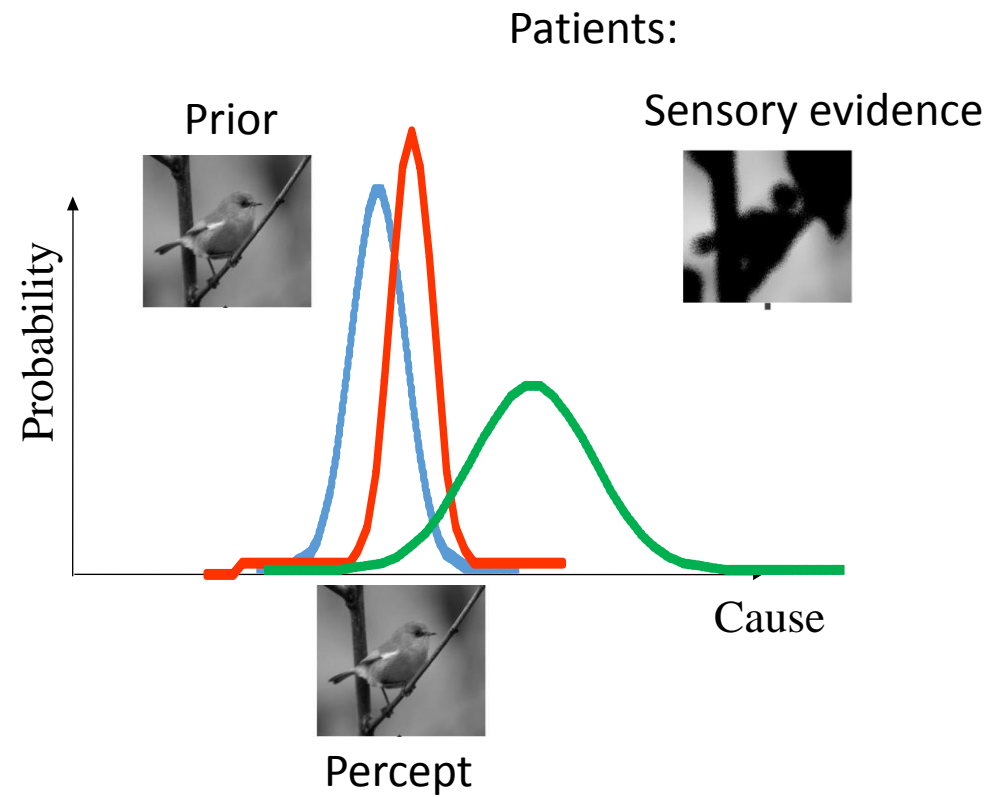 Patients:
Prior
Sensory evidence
Probability
Cause
Percept